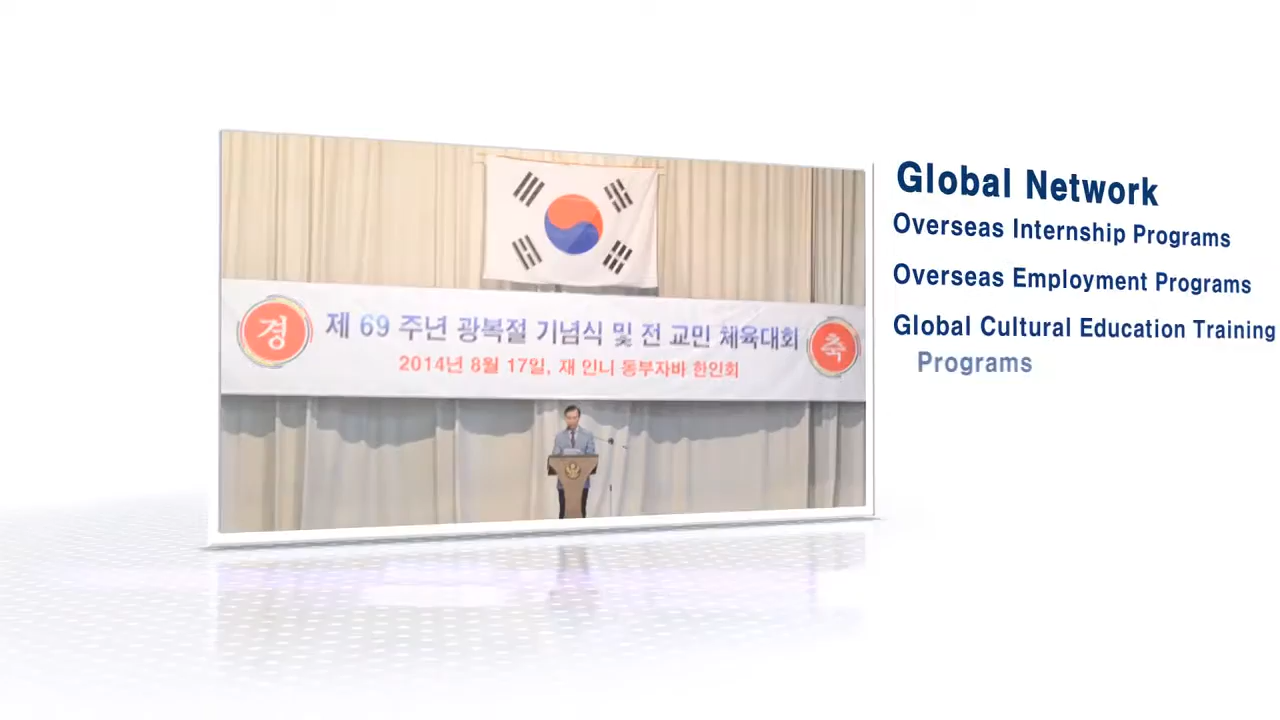 경
제 69 주년 광복절 기념식 및 전 교민 체육대회
2014년 8월 17일, 재 인니 동부자바 한인회
축
Global Network
Overseas Internship Programs
Overseas Employment Programs
Global Cultural Education Training
Programs